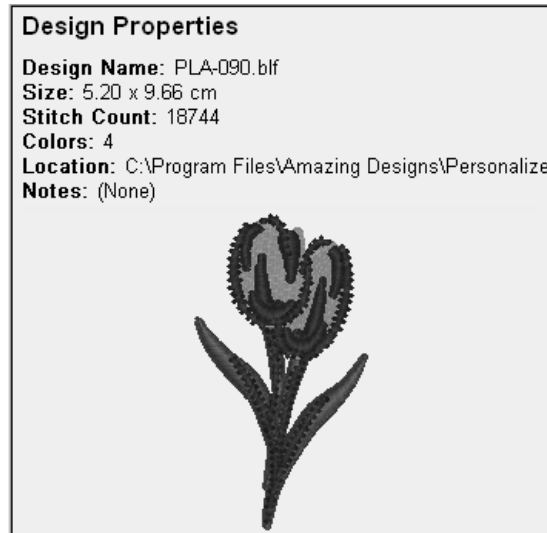 Design Properties
Design Name: PLA-090.blf
Size: 5.20 x 9.66 cm
Stitch Count: 18744
Colors: 4
Location: C:\Program Files\Amazing Designs\Personalize
Notes: (None)